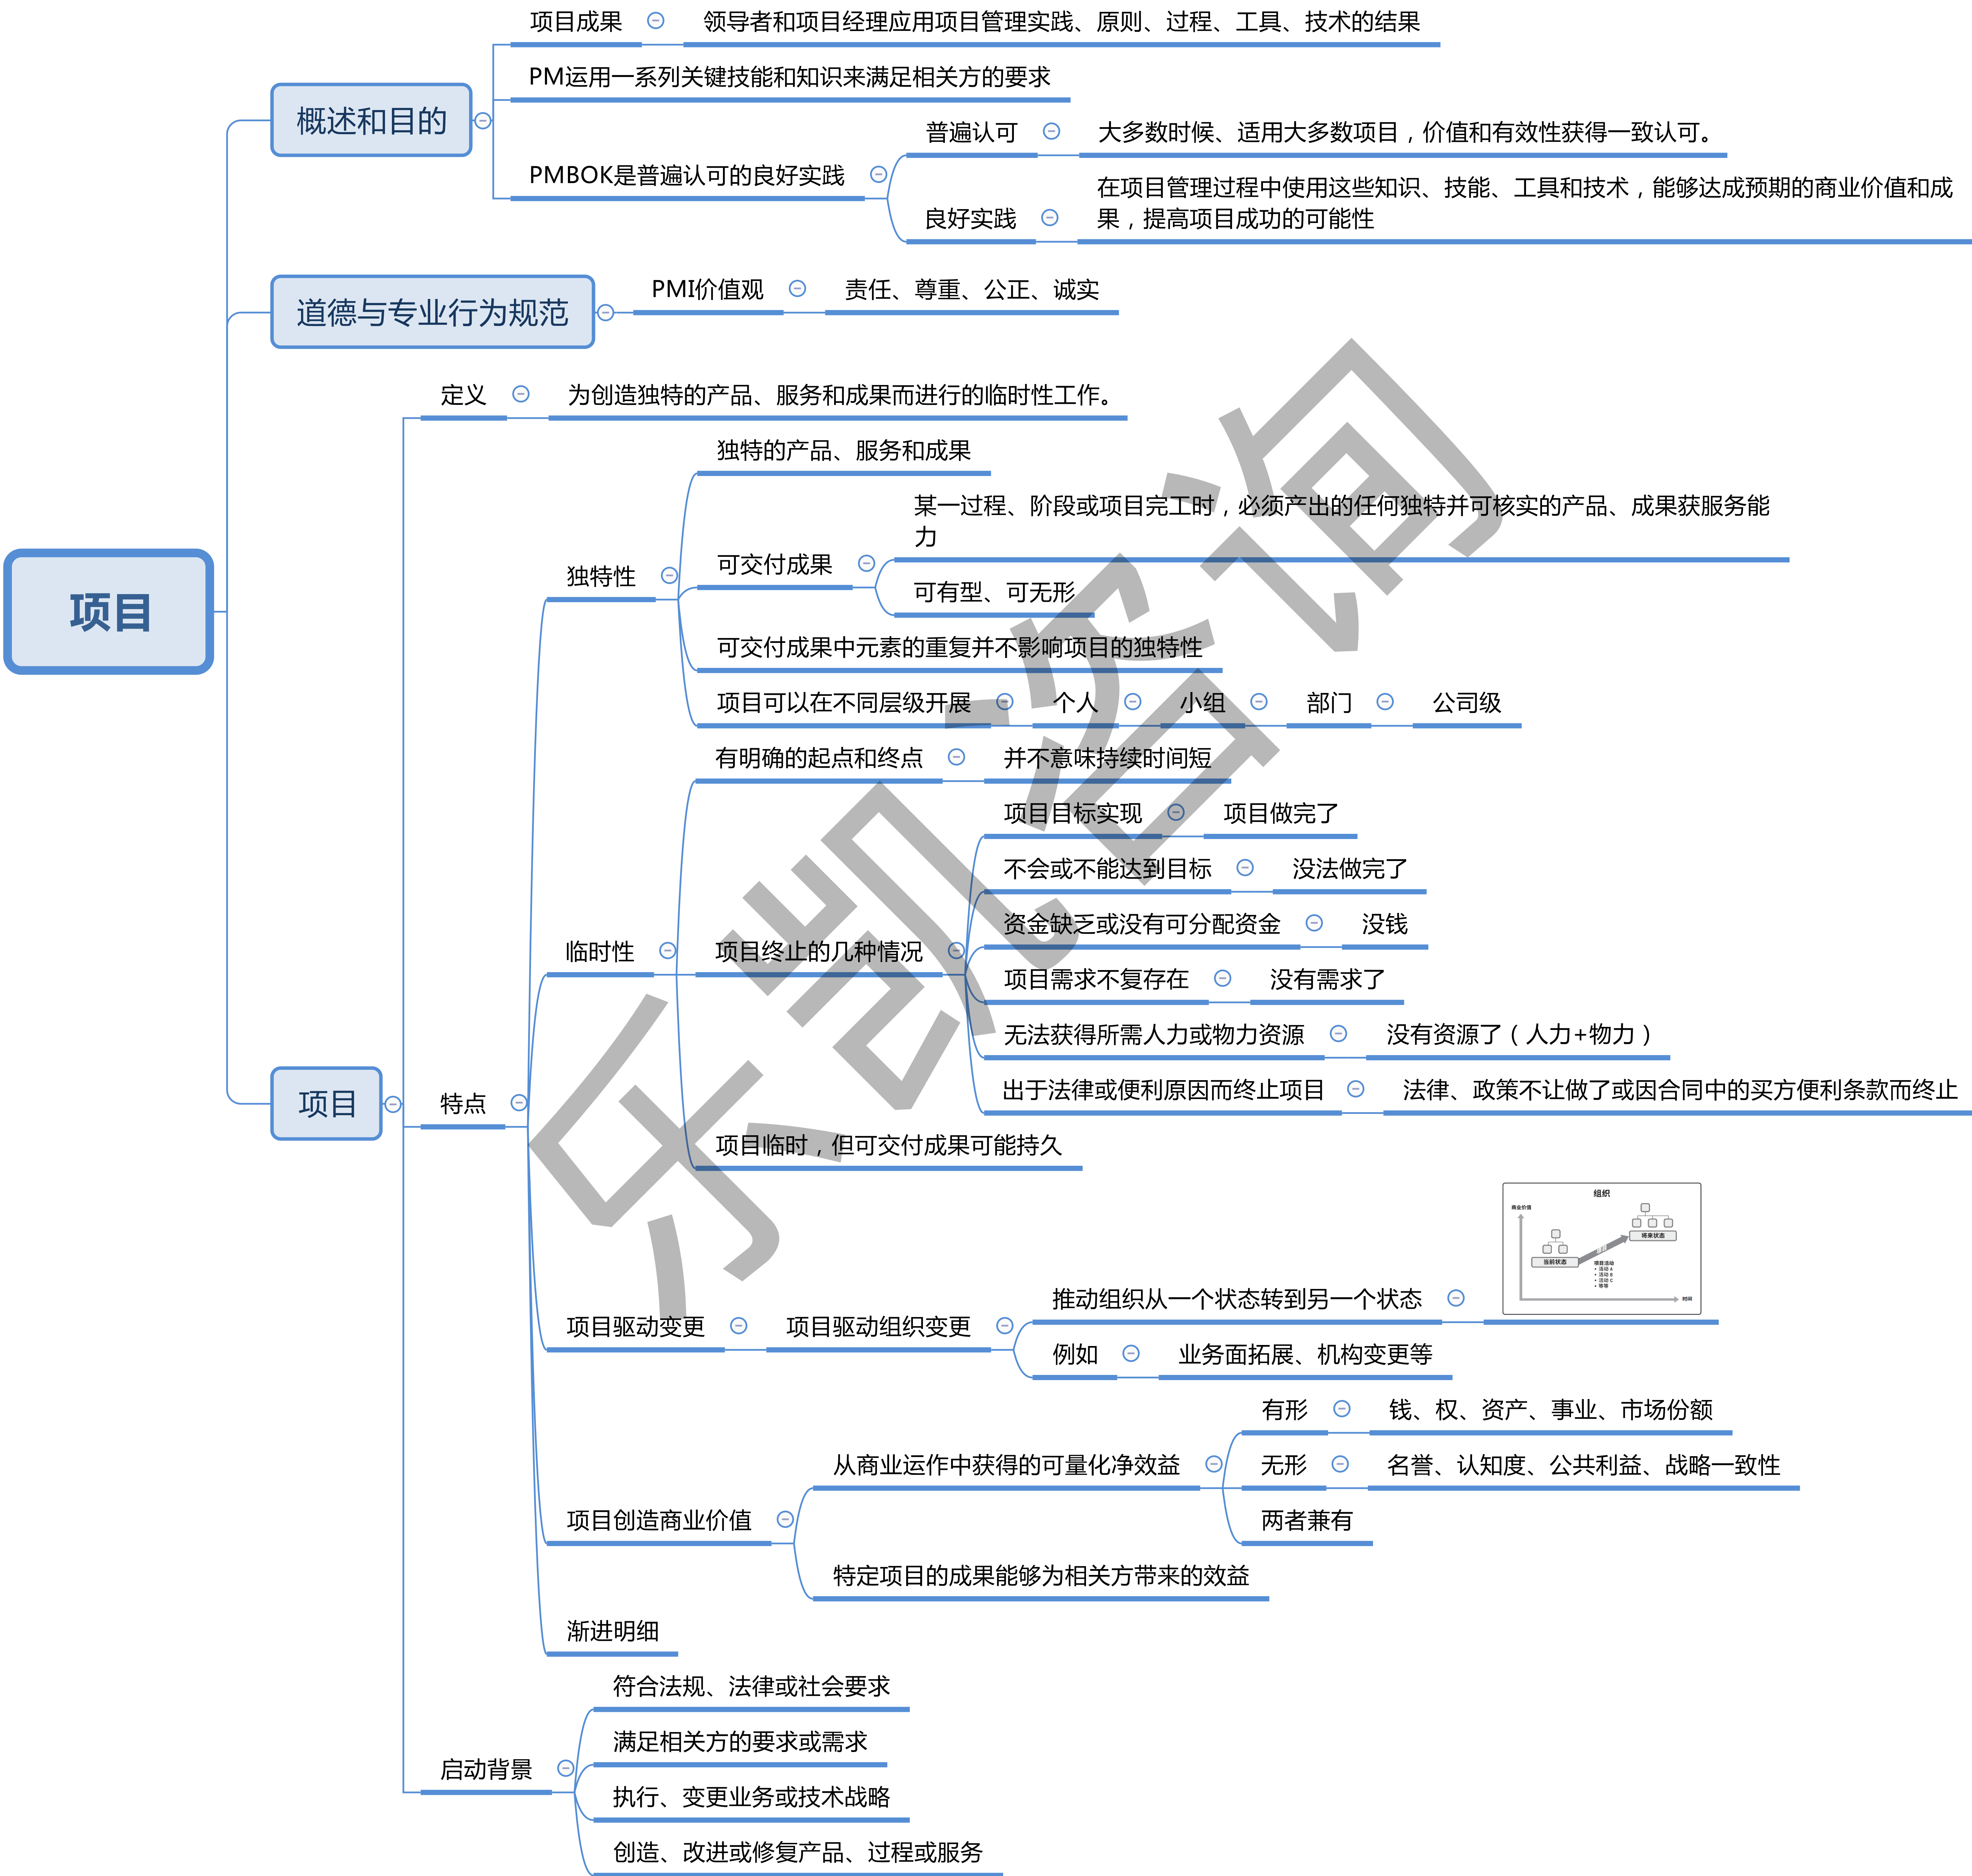 项目成果
领导者和项目经理应用项目管理实践、原则、过程、工具、技术的结果
PM运用一系列关键技能和知识来满足相关方的要求
概述和目的
普遍认可
大多数时候、适用大多数项目，价值和有效性获得一致认可。
PMBOK是普遍认可的良好实践
在项目管理过程中使用这些知识、技能、工具和技术，能够达成预期的商业价值和成
果，提高项目成功的可能性
良好实践
道德与专业行为规范
PMI价值观
责任、尊重、公正、诚实
定义
为创造独特的产品、服务和成果而进行的临时性工作。
独特的产品、服务和成果
某一过程、阶段或项目完工时，必须产出的任何独特并可核实的产品、成果获服务能
力
可交付成果
独特性
可有型、可无形
项目
可交付成果中元素的重复并不影响项目的独特性
项目可以在不同层级开展
个人
小组
部门
公司级
有明确的起点和终点
并不意味持续时间短
项目目标实现
项目做完了
不会或不能达到目标
没法做完了
资金缺乏或没有可分配资金
没钱
临时性
项目终止的几种情况
项目需求不复存在
没有需求了
无法获得所需人力或物力资源
没有资源了（人力+物力）
出于法律或便利原因而终止项目
法律、政策不让做了或因合同中的买方便利条款而终止
项目
特点
项目临时，但可交付成果可能持久
组织
商业价值
将来状态
当前状态
项目活动
• 活动 A
• 活动 B
• 活动 C
• 等等
时间
推动组织从一个状态转到另一个状态
项目驱动变更
项目驱动组织变更
例如
业务面拓展、机构变更等
有形
钱、权、资产、事业、市场份额
从商业运作中获得的可量化净效益
无形
名誉、认知度、公共利益、战略一致性
项目创造商业价值
两者兼有
特定项目的成果能够为相关方带来的效益
渐进明细
符合法规、法律或社会要求
满足相关方的要求或需求
启动背景
执行、变更业务或技术战略
创造、改进或修复产品、过程或服务
乐凯咨询